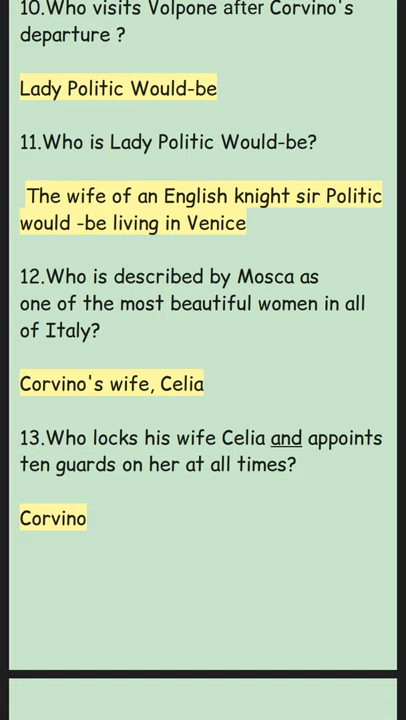 10.Who visits Volpone after Corvino's
departure ?
Lady Politic Would-be
11.Who is Lady Politic Would-be?
The wife of an English knight sir Politic
would -be living in Venice
12.Who is described by Mosca as
one of the most beautiful women in all
of Italy?
Corvino's wife, Celia
13.Who locks his wife Celia and appoints
ten guards on her at all times?
Corvino